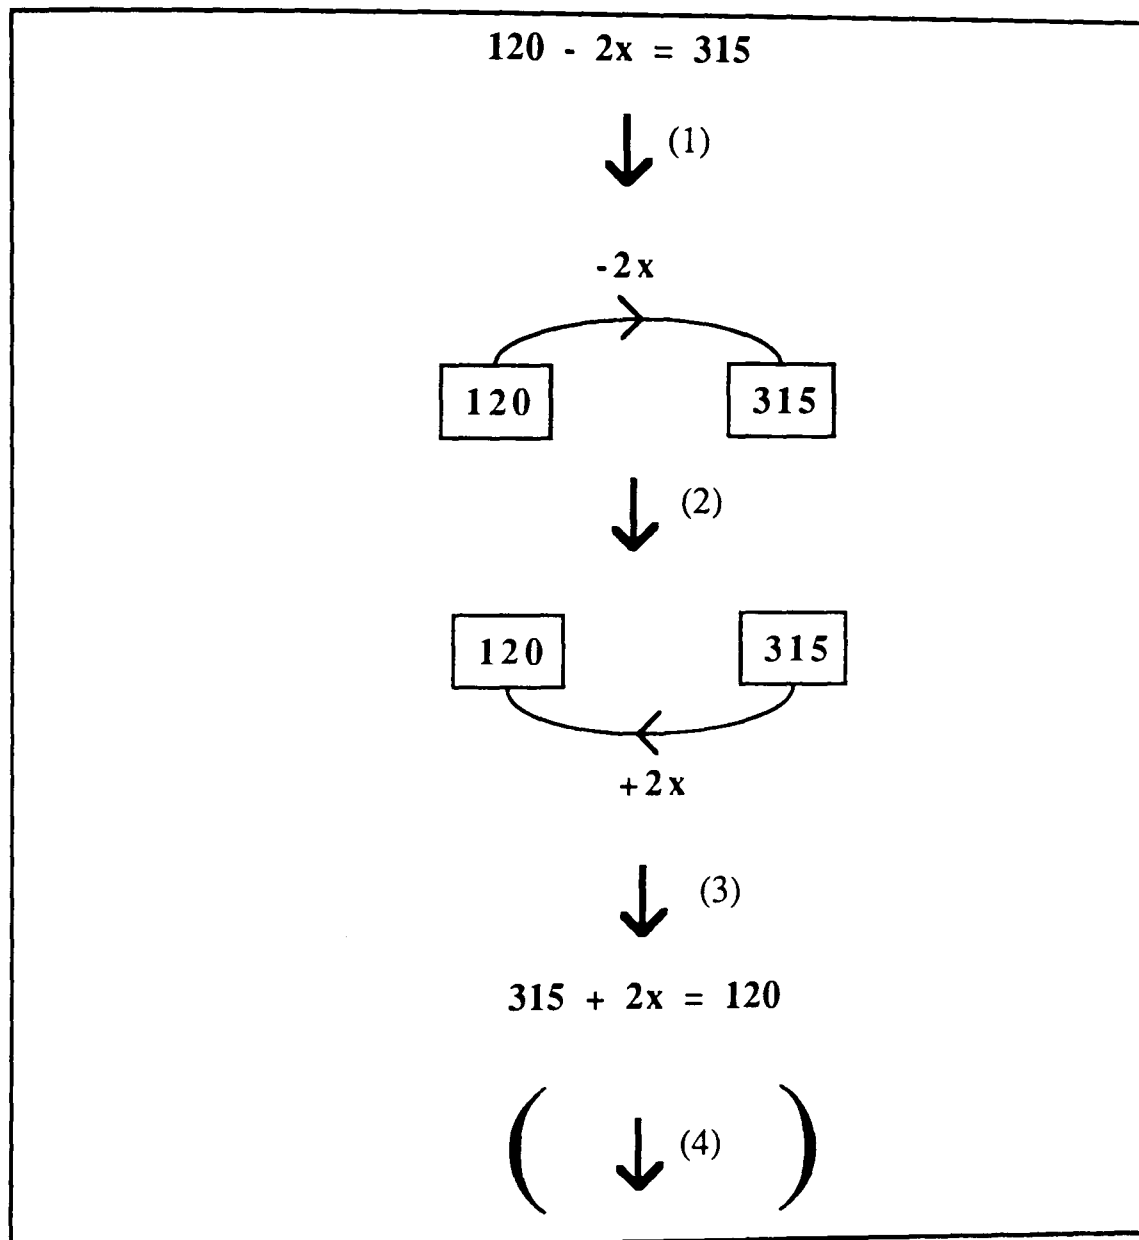 120 - 2x = 315
(1)
-2x
120 315
(2)
120 315
+2x
(3)
315 + 2x = 120
( (4) )